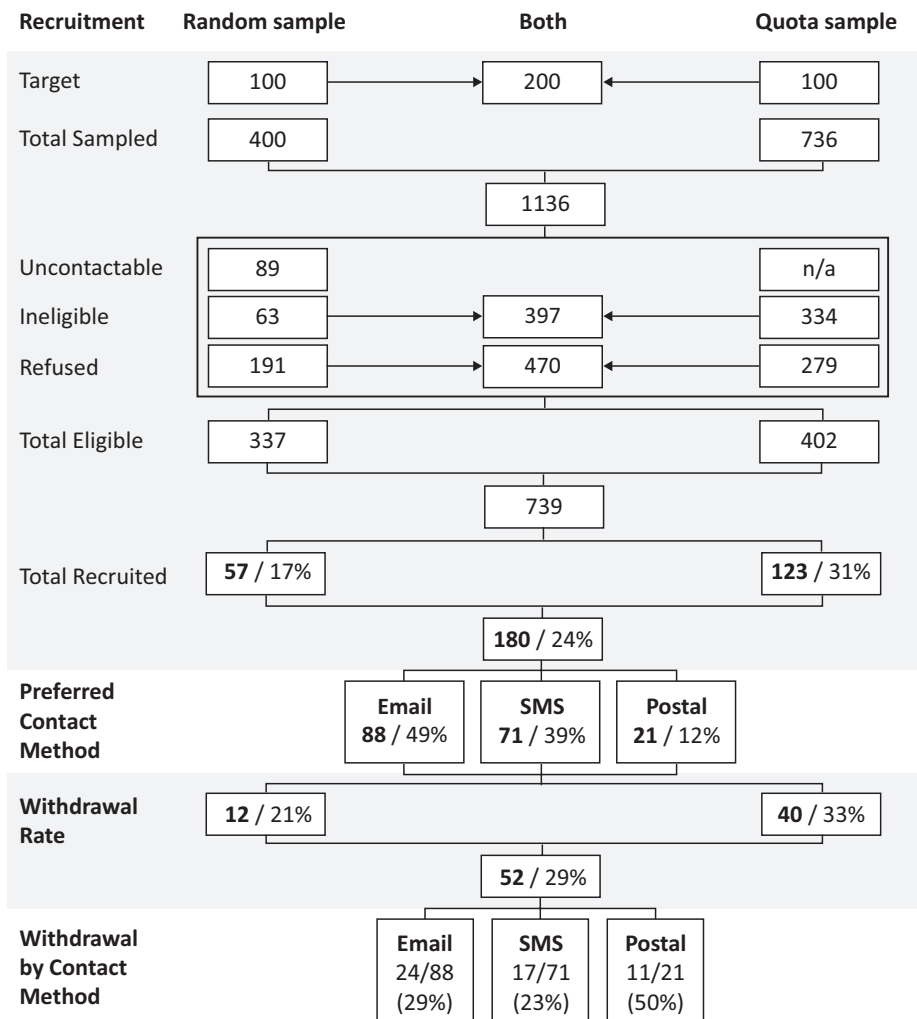 Recruitment Random sample Both Quota sample
Target 100 200 100
Total Sampled 400 736
1136
Uncontactable 89 n/a
Ineligible 63 397 334
Refused 191 470 279
Total Eligible 337 402
739
Total Recruited 57 / 17% 123 / 31%
180 / 24%
Preferred
Contact
Method
Email SMS Postal
88 / 49% 71 / 39% 21 / 12%
Withdrawal
Rate
12 / 21% 40 / 33%
52 / 29%
Withdrawal
by Contact
Method
Email SMS Postal
24/88 17/71 11/21
(29%) (23%) (50%)